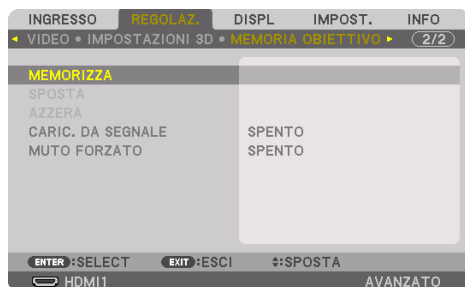 INGRESSO REGOLAZ. DISPL IMPOST. INFO
VIDEO • IMPOSTAZIONI 3D • MEMORIA OBIETTIVO 2/2
MEMORIZZA
SPOSTA
AZZERA
CARIC. DA SEGNALE SPENTO
MUTO FORZATO SPENTO
ENTER :SELECT EXIT :ESCI :SPOSTA
HDMI1 AVANZATO